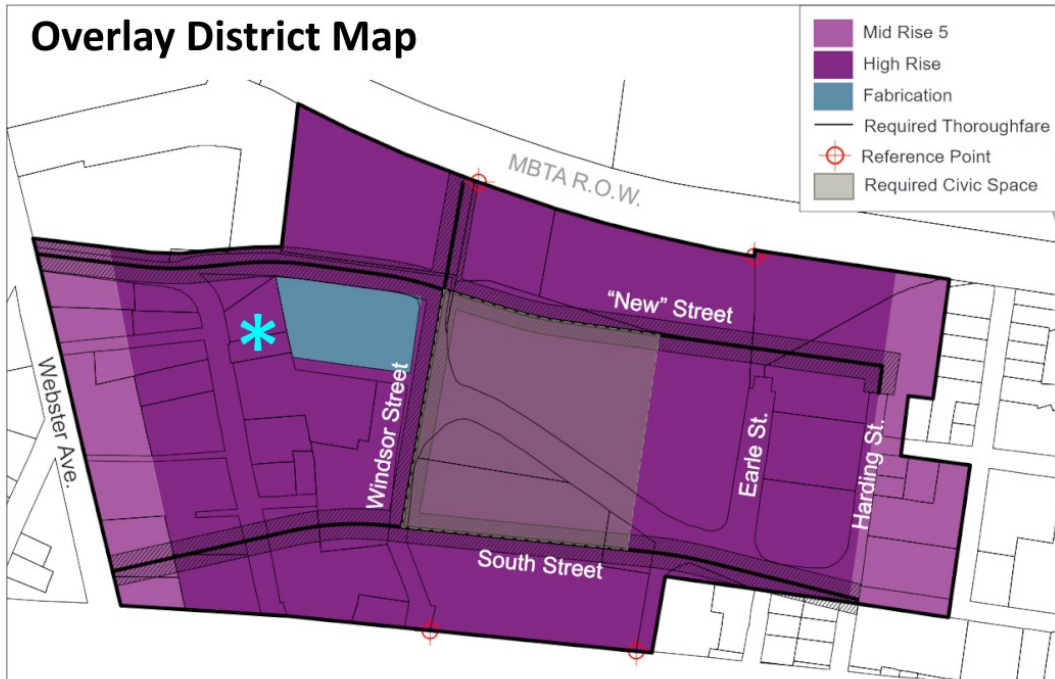 Overlay District Map
Mid Rise 5
High Rise
Fabrication
Required Thoroughfare
Reference Point
Required Civic Space
MBTA R.O.W.
"New" Street
Webster Ave.
Windsor Street
Earle St.
Harding St.
South Street